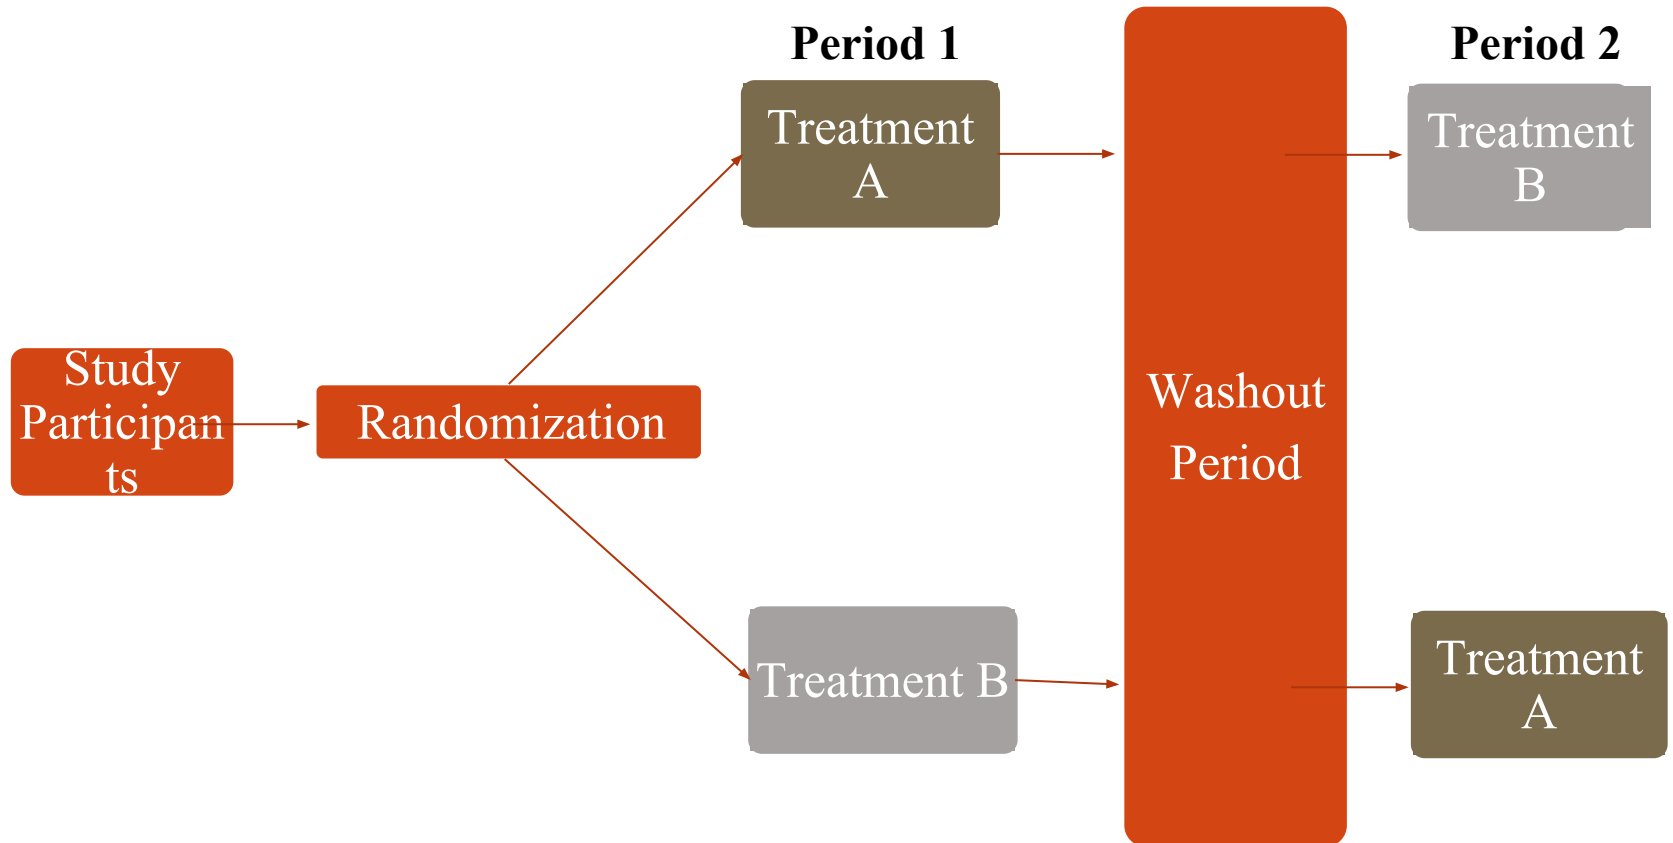 Period 1
Period 2
Treatment
A
Treatment
B
Study
Participan
ts
Randomization
Washout
Period
Treatment B
Treatment
A